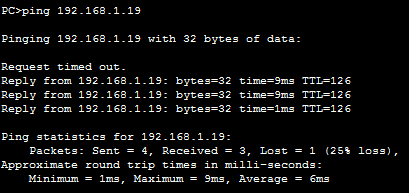 PC>ping 192.168.1.19
Pinging 192.168.1.19 with 32 bytes of data:
Request timed out.
Reply from 192.168.1.19: bytes=32 time=9ms TTL=126
Reply from 192.168.1.19: bytes=32 time=9ms TTL=126
Reply from 192.168.1.19: bytes=32 time=1ms TTL=126
Ping statistics for 192.168.1.19:
Packets: Sent = 4, Received = 3, Lost = 1 (25% loss),
Approximate round trip times in milli-seconds:
Minimum = 1ms, Maximum = 9ms, Average = 6ms